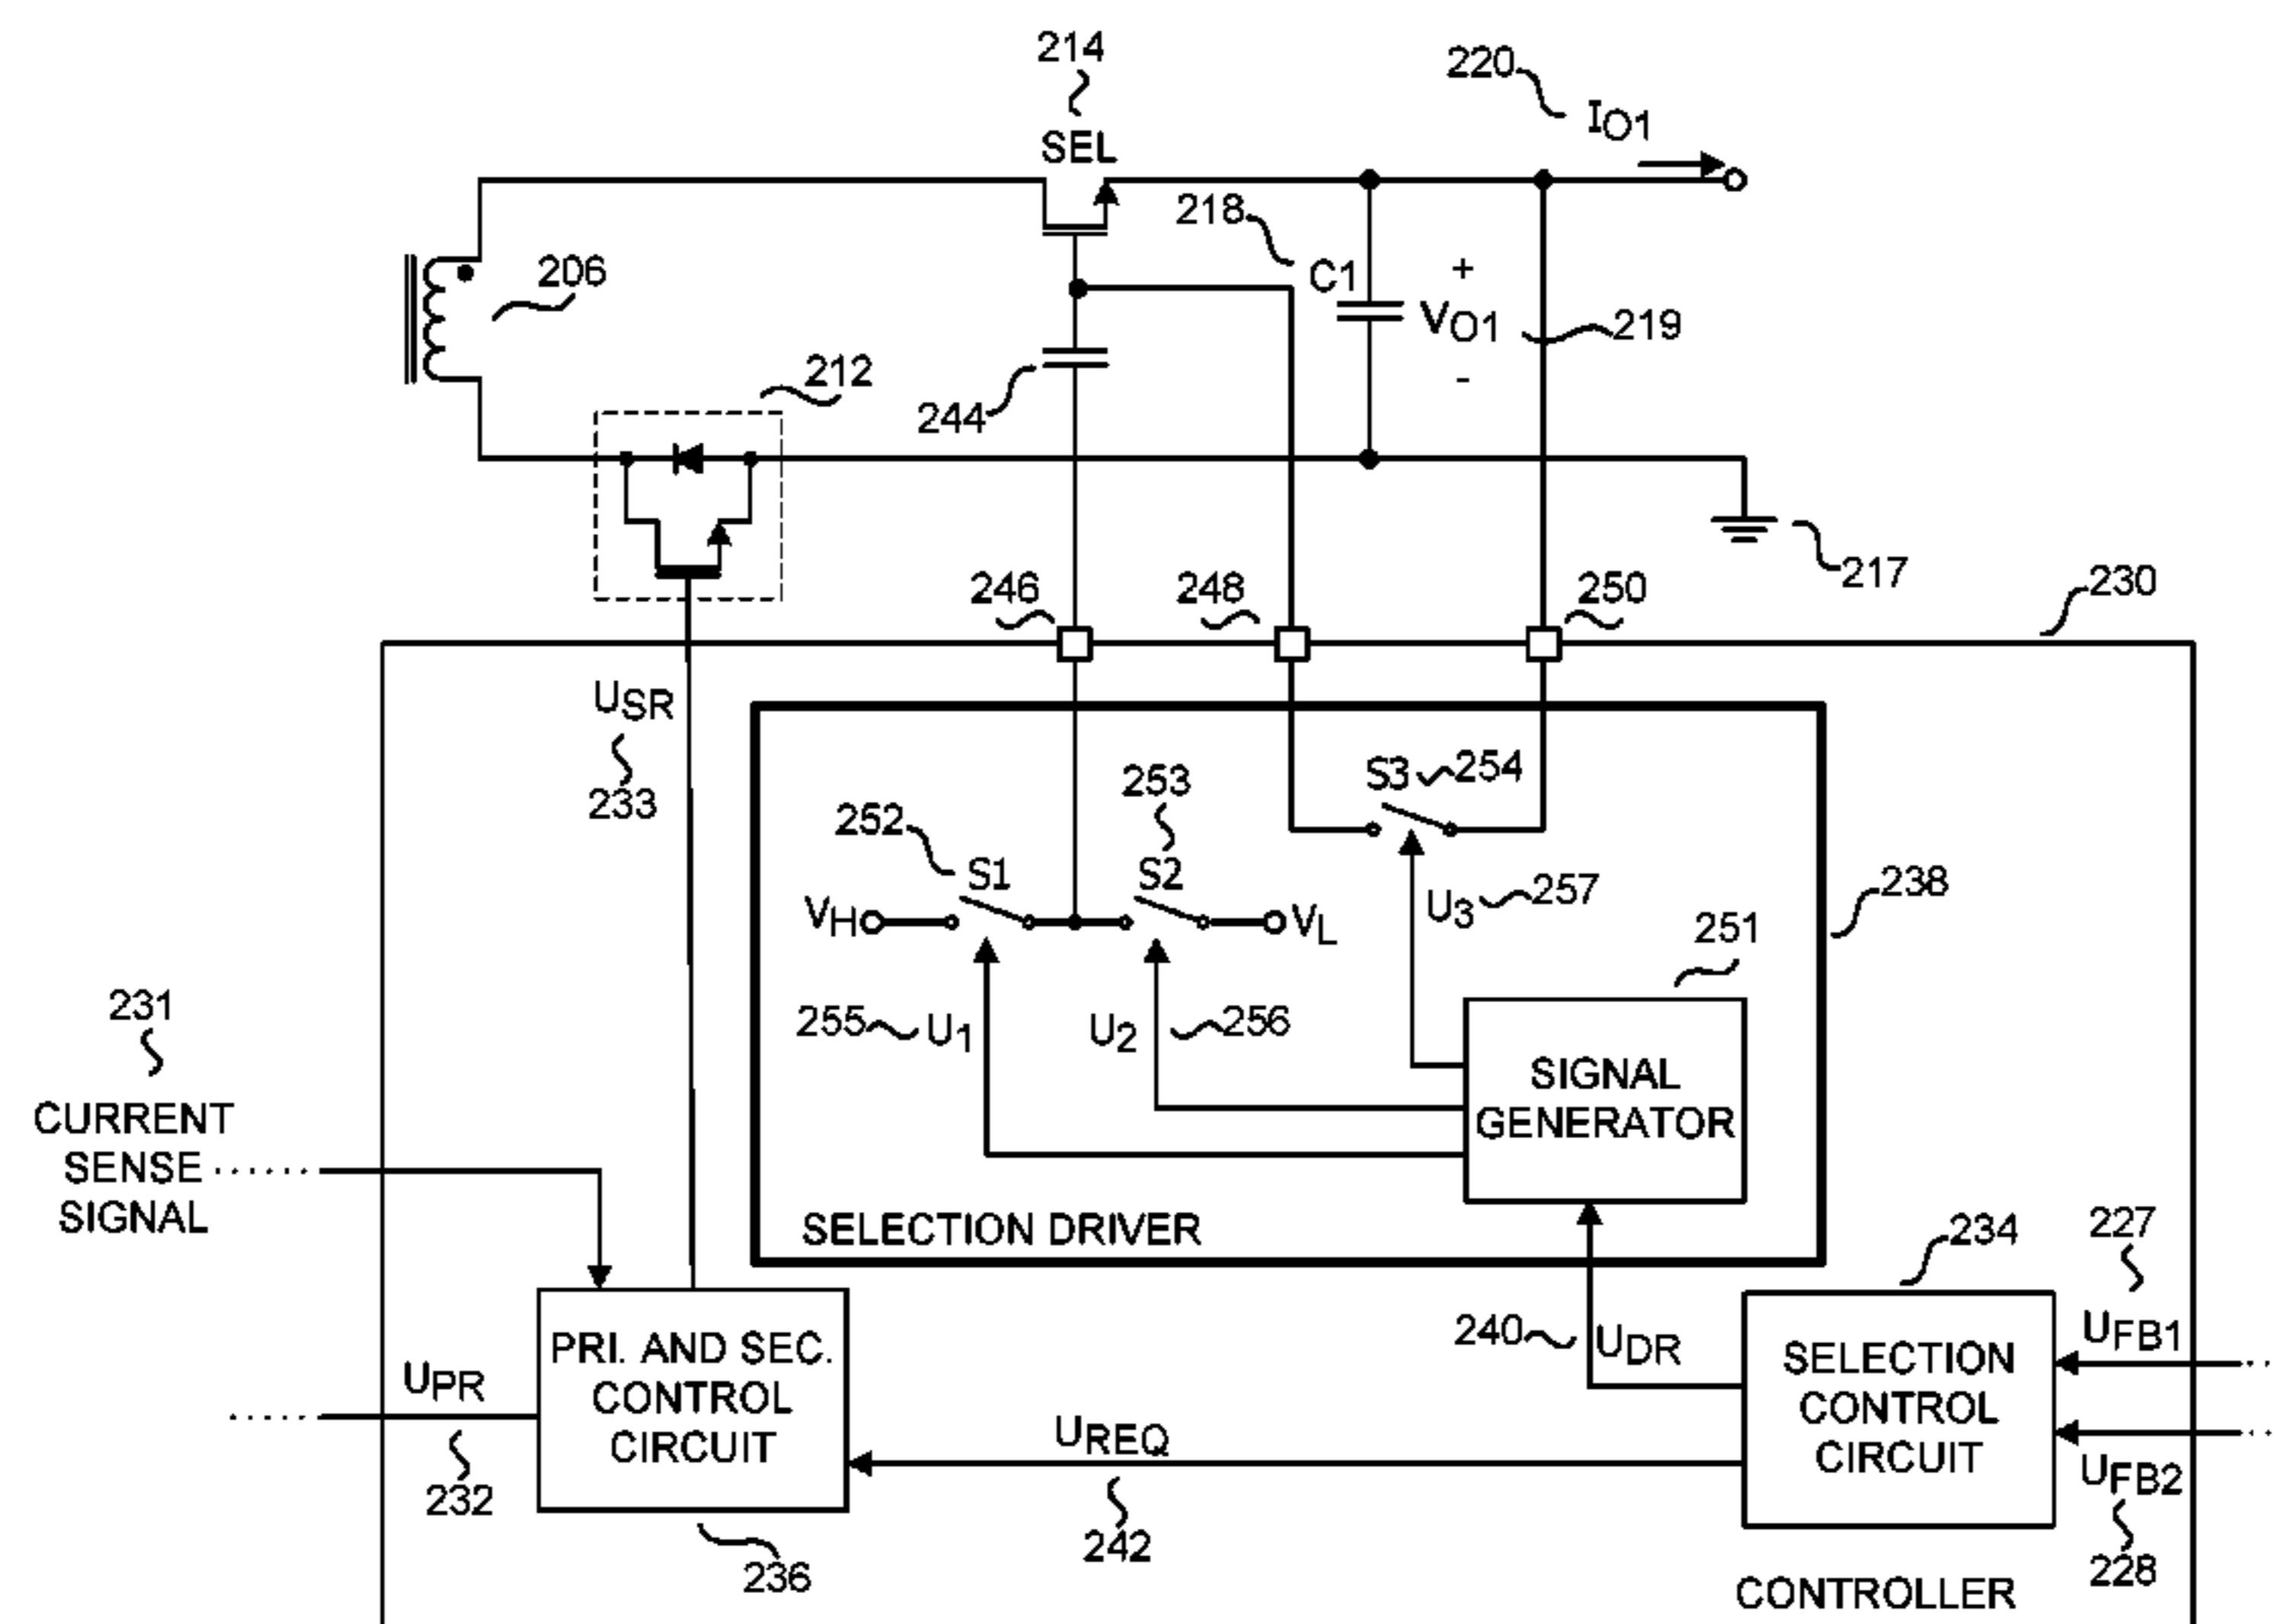 214
SEL
220
IO1
218
C1
+
VO1
-
219
206
212
244
217
246
248
250
230
USR
233
252
S1
253
S2
S3
254
VH
VL
U3
257
238
251
255
U1
U2
256
SIGNAL
GENERATOR
231
CURRENT
SENSE
SIGNAL
SELECTION DRIVER
234
227
240
UDR
UFB1
PRI. AND SEC.
CONTROL
CIRCUIT
SELECTION
CONTROL
CIRCUIT
UPR
232
UREQ
242
UFB2
228
236
CONTROLLER